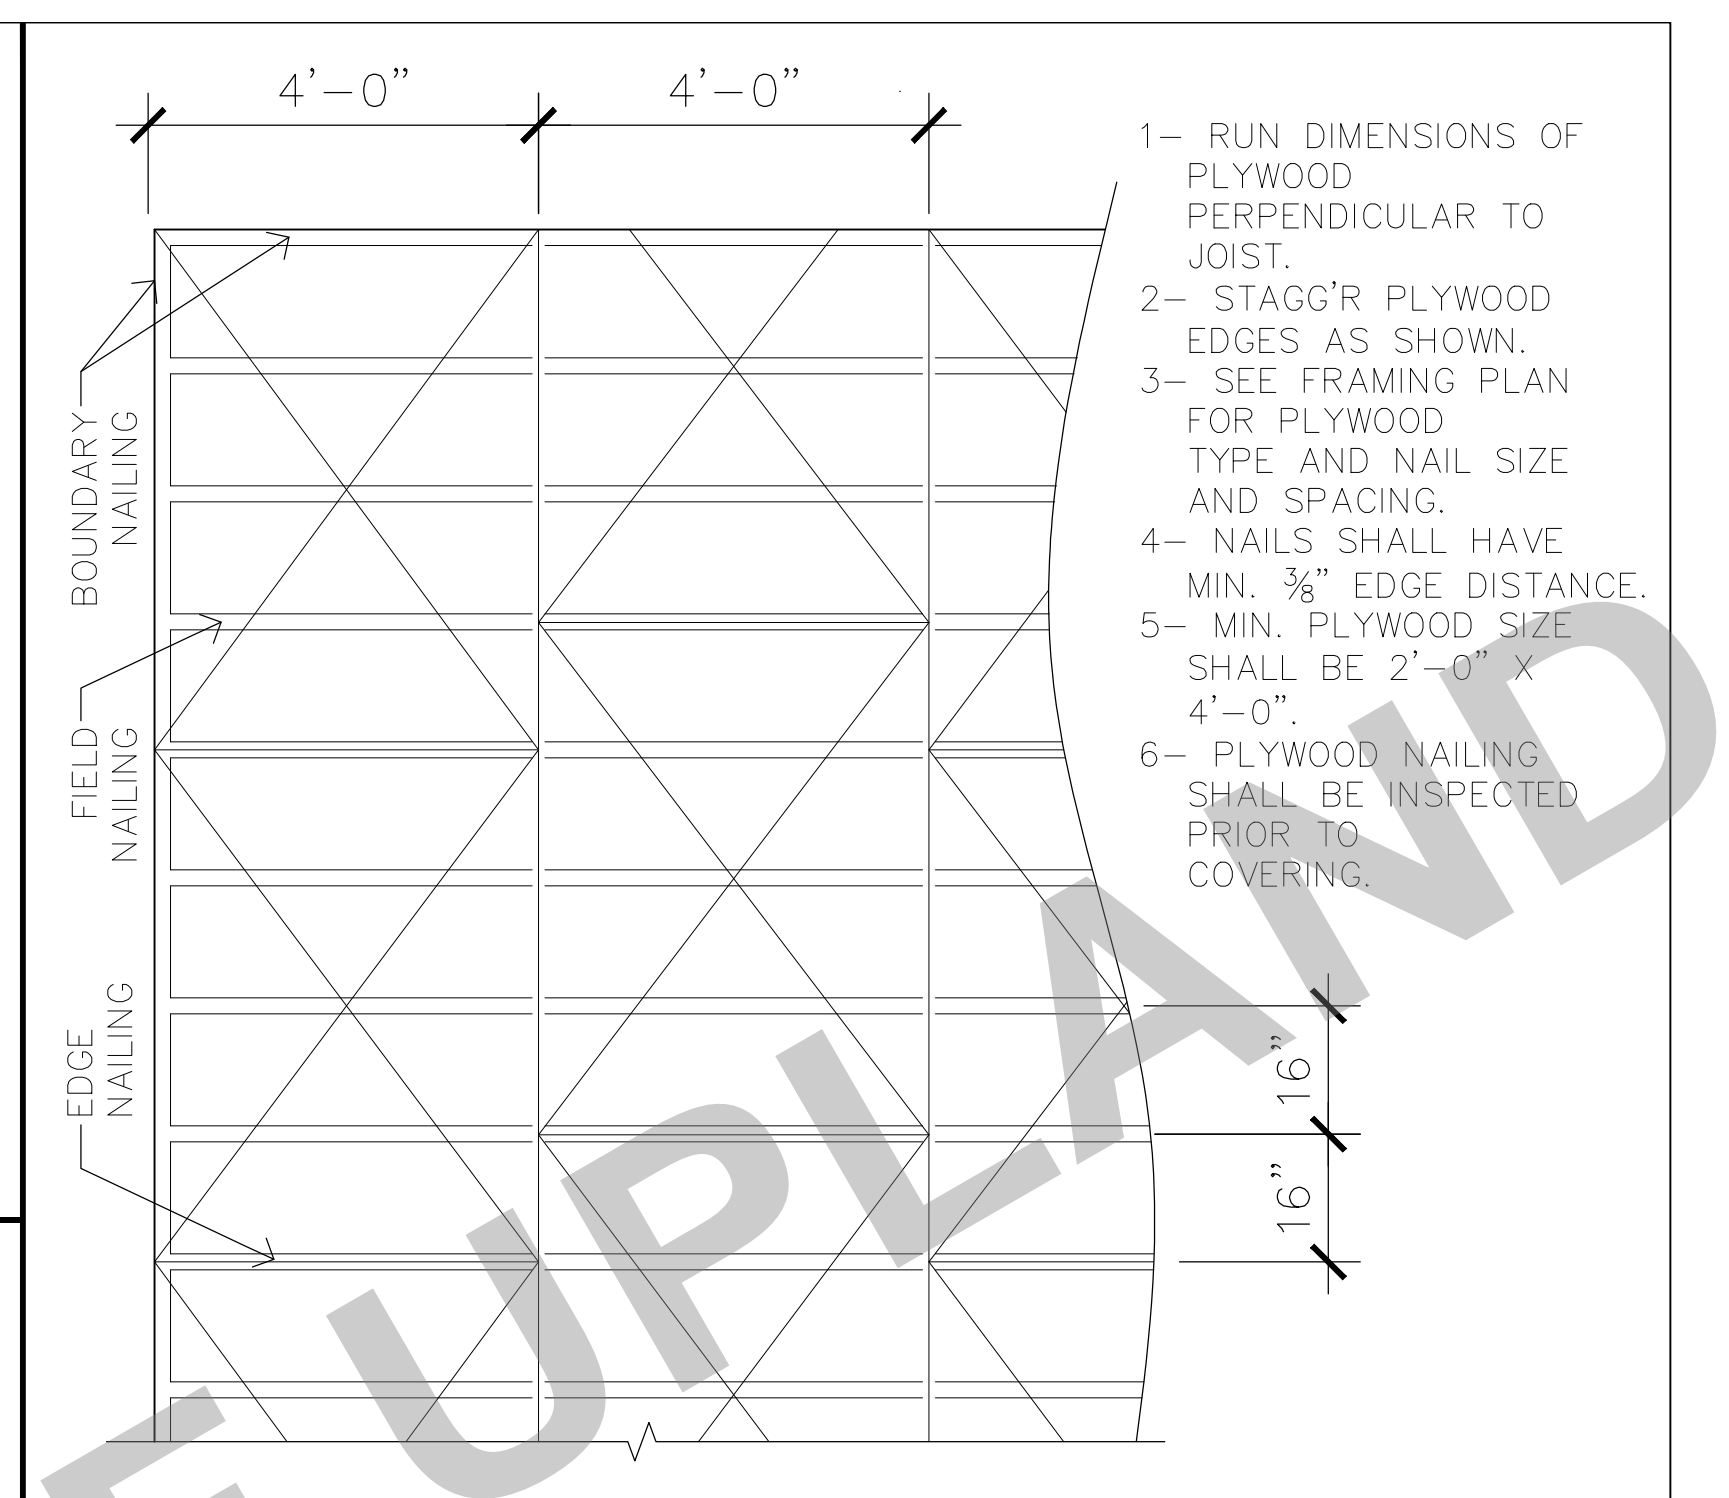 4'-0"
4'-0"
1- RUN DIMENSIONS OF
PLYWOOD
PERPENDICULAR TO
JOIST.
2- STAGG'R PLYWOOD
EDGES AS SHOWN.
3- SEE FRAMING PLAN
FOR PLYWOOD
TYPE AND NAIL SIZE
AND SPACING.
4- NAILS SHALL HAVE
MIN. ⅜" EDGE DISTANCE.
5- MIN. PLYWOOD SIZE
SHALL BE 2'-0" X
4'-0".
6- PLYWOOD NAILING
SHALL BE INSPECTED
PRIOR TO
COVERING.
BOUNDARY
NAILING
FIELD
NAILING
EDGE
NAILING
16"
16"
UPLAND